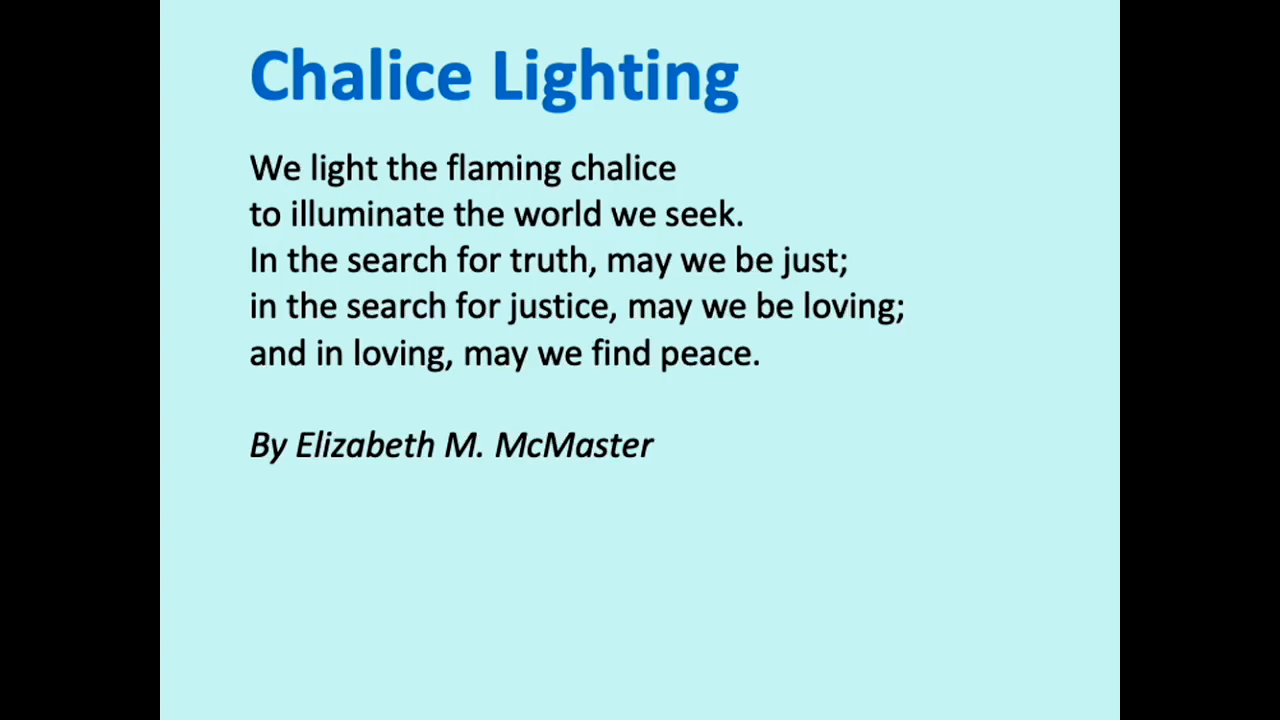 Chalice Lighting
We light the flaming chalice
to illuminate the world we seek.
In the search for truth, may we be just;
in the search for justice, may we be loving;
and in loving, may we find peace.
By Elizabeth M. McMaster